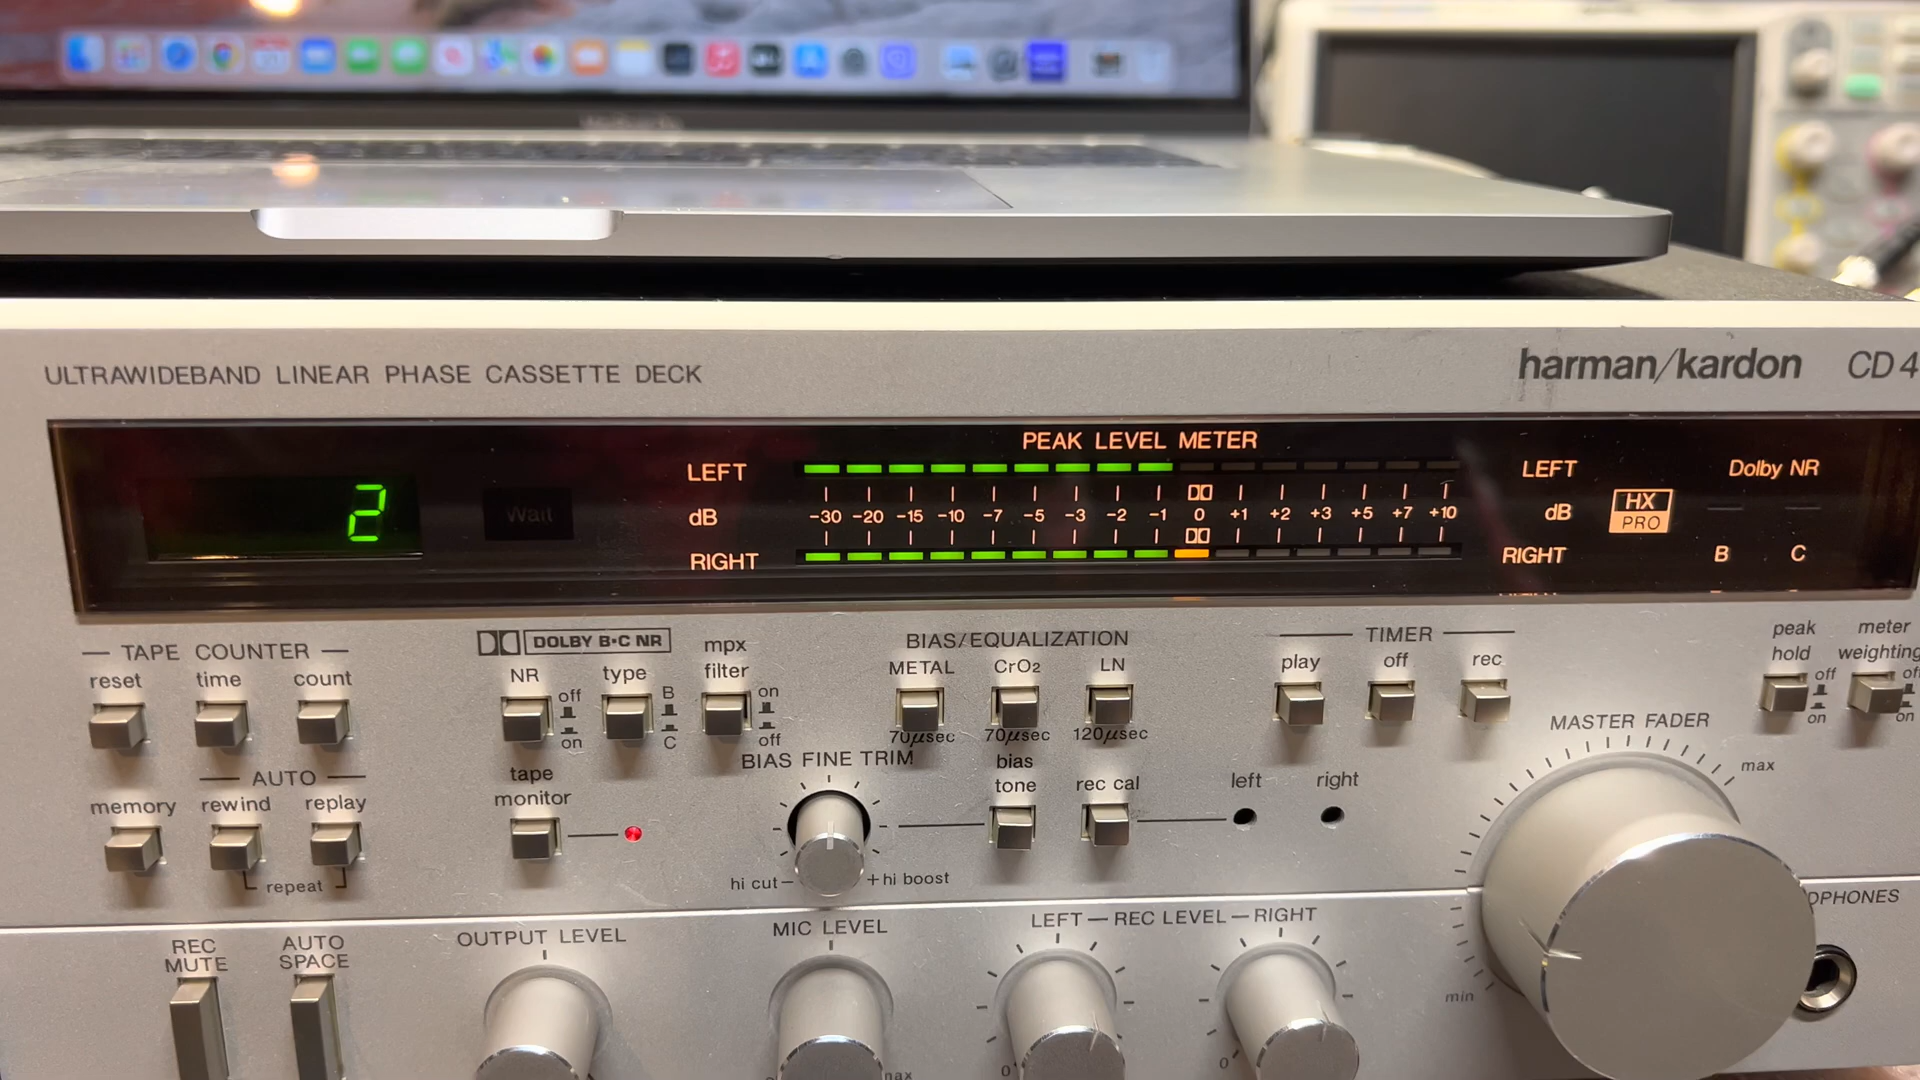 ULTRAWIDEBAND LINEAR PHASE CASSETTE DECK
harman/kardon CD4
PEAK LEVEL METER
LEFT LEFT Dolby NR
2 Wait
dB -30 -20 -15 -10 -7 -5 -3 -2 -1 0 +1 +2 +3 +5 +7 +10 dB
HX
PRO
RIGHT RIGHT B C
TAPE COUNTER
reset time count
DOLBY B·C NR
NR off on
type B C
mpx
filter on off
BIAS/EQUALIZATION
METAL CrO2 LN
70µsec 70µsec 120µsec
TIMER
play off rec
peak
hold off on
meter
weighting on
MASTER FADER
max
min
AUTO
memory rewind replay
repeat
tape
monitor
BIAS FINE TRIM
hi cut − + hi boost
bias
tone
rec cal left right
REC
MUTE
AUTO
SPACE
OUTPUT LEVEL
MIC LEVEL
LEFT — REC LEVEL — RIGHT
0 0